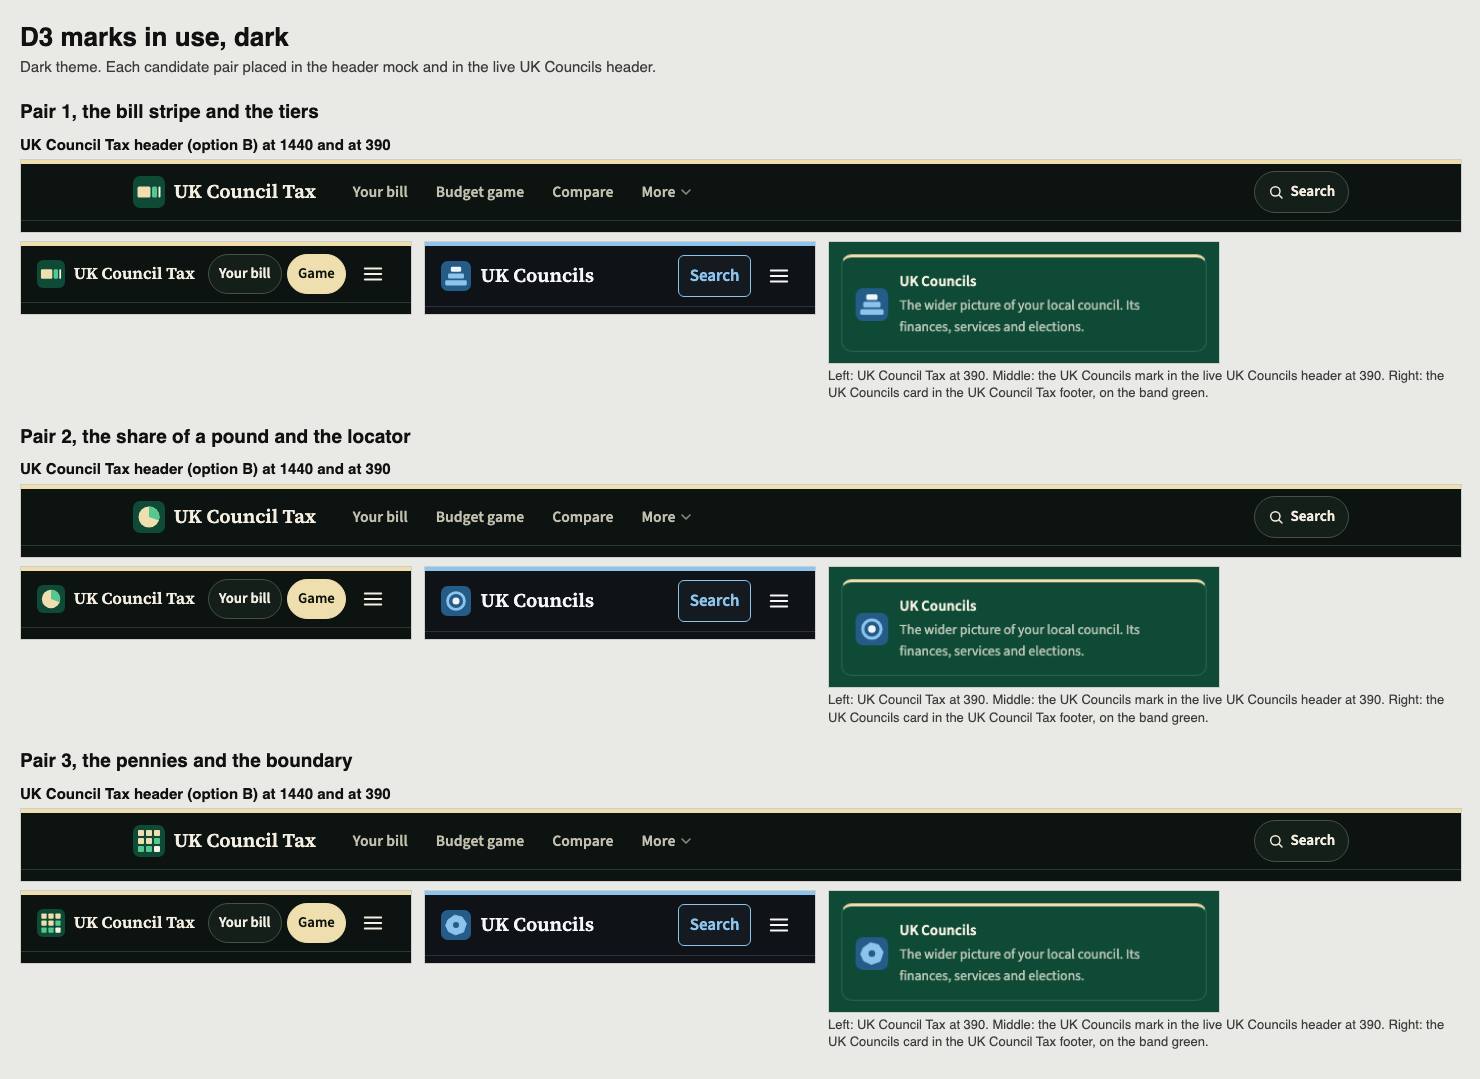 D3 marks in use, dark
Dark theme. Each candidate pair placed in the header mock and in the live UK Councils header.
Pair 1, the bill stripe and the tiers
UK Council Tax header (option B) at 1440 and at 390
UK Council Tax Your bill Budget game Compare More Search
UK Council Tax Your bill Game
UK Councils Search
UK Councils
The wider picture of your local council. Its
finances, services and elections.
Left: UK Council Tax at 390. Middle: the UK Councils mark in the live UK Councils header at 390. Right: the
UK Councils card in the UK Council Tax footer, on the band green.
Pair 2, the share of a pound and the locator
UK Council Tax header (option B) at 1440 and at 390
UK Council Tax Your bill Budget game Compare More Search
UK Council Tax Your bill Game
UK Councils Search
UK Councils
The wider picture of your local council. Its
finances, services and elections.
Left: UK Council Tax at 390. Middle: the UK Councils mark in the live UK Councils header at 390. Right: the
UK Councils card in the UK Council Tax footer, on the band green.
Pair 3, the pennies and the boundary
UK Council Tax header (option B) at 1440 and at 390
UK Council Tax Your bill Budget game Compare More Search
UK Council Tax Your bill Game
UK Councils Search
UK Councils
The wider picture of your local council. Its
finances, services and elections.
Left: UK Council Tax at 390. Middle: the UK Councils mark in the live UK Councils header at 390. Right: the
UK Councils card in the UK Council Tax footer, on the band green.